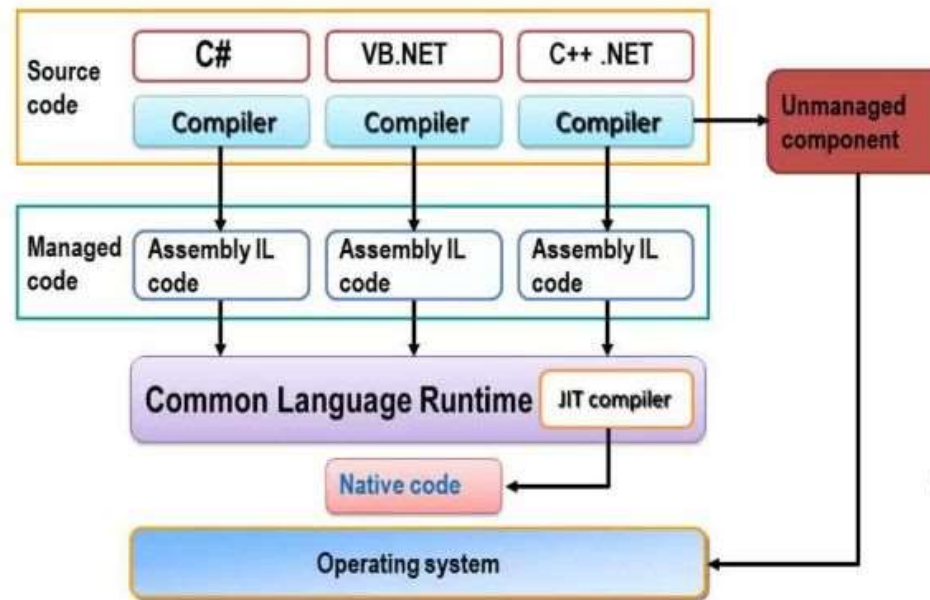 C#
VB.NET
C++ .NET
Source
code
Compiler
Compiler
Compiler
Unmanaged
component
Managed
code
Assembly IL
code
Assembly IL
code
Assembly IL
code
Common Language Runtime
JIT compiler
Native code
Operating system